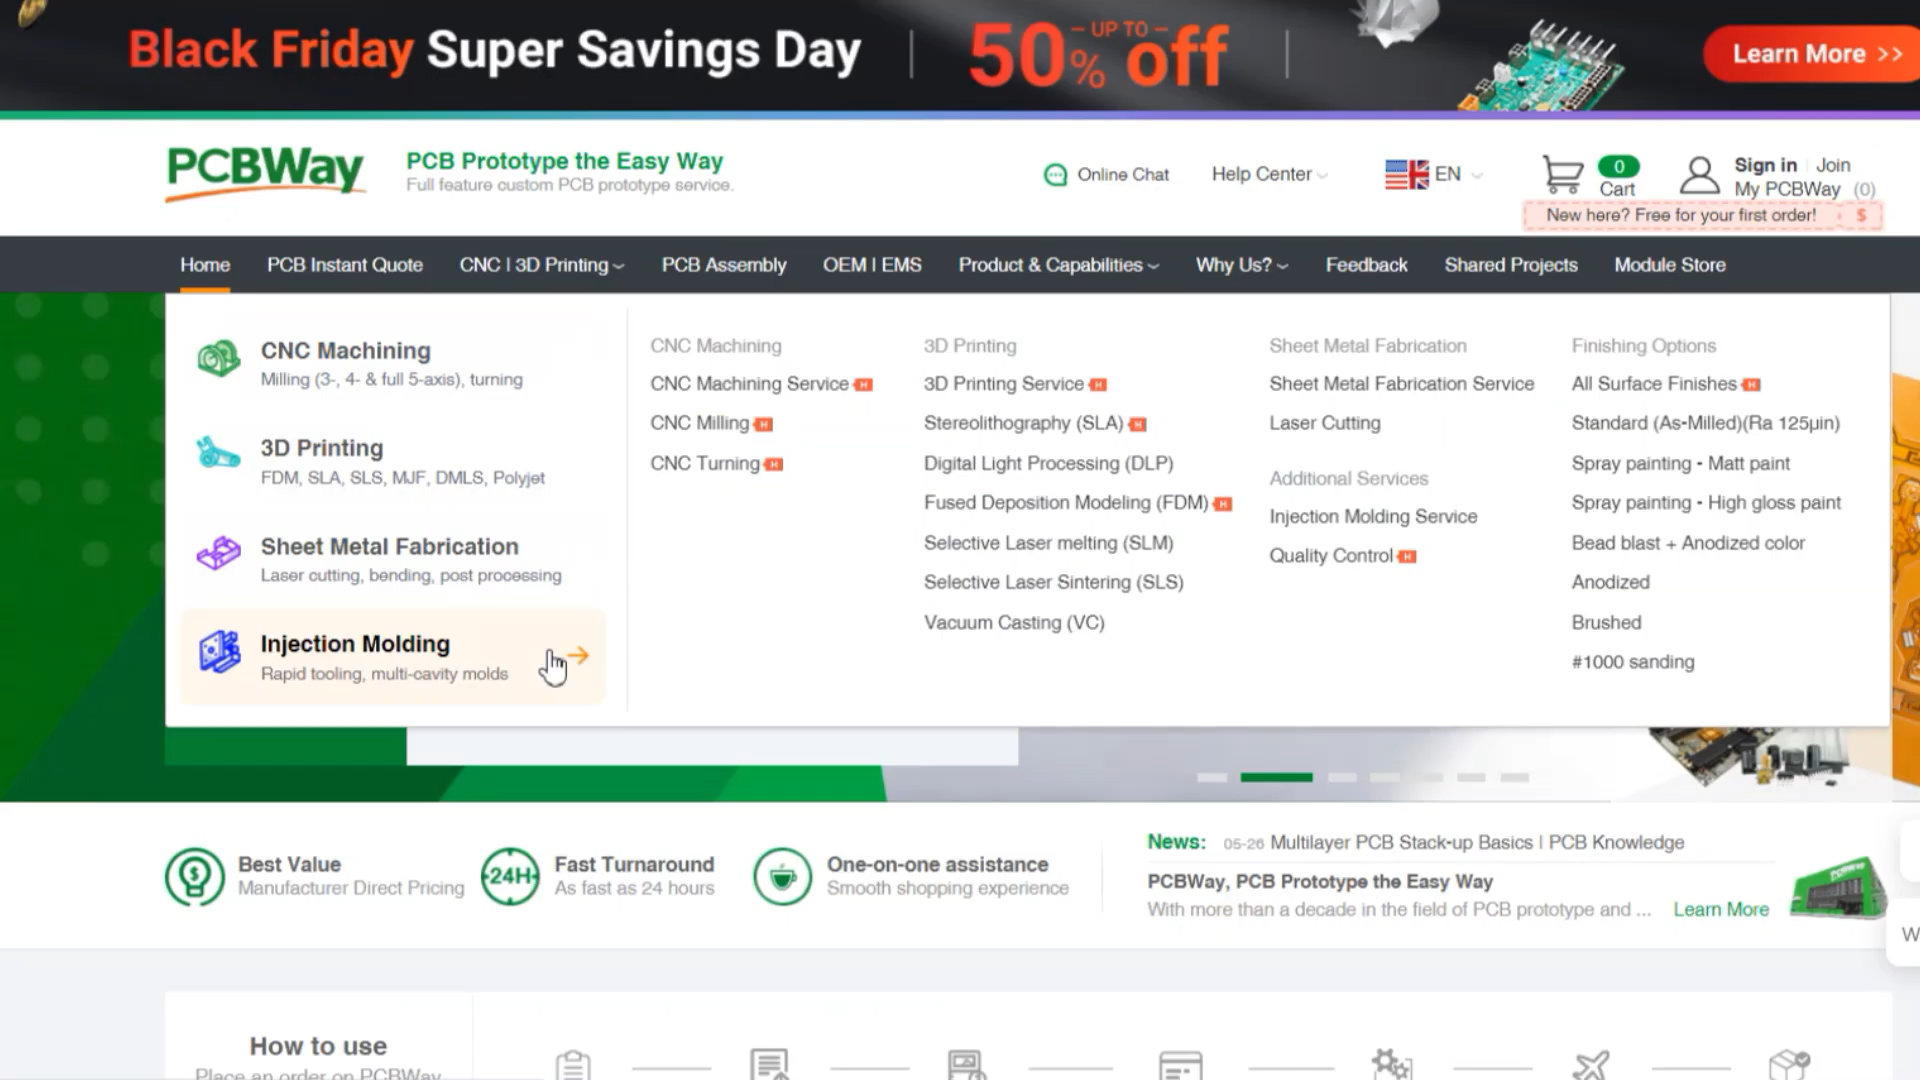 Black Friday Super Savings Day
50% UP TO off
Learn More >>
PCBWay
PCB Prototype the Easy Way
Full feature custom PCB prototype service.
Online Chat
Help Center
EN
0
Cart
Sign in
Join
My PCBWay (0)
New here? Free for your first order!
$
Home
PCB Instant Quote
CNC | 3D Printing
PCB Assembly
OEM | EMS
Product & Capabilities
Why Us?
Feedback
Shared Projects
Module Store
CNC Machining
Milling (3-, 4- & full 5-axis), turning
3D Printing
FDM, SLA, SLS, MJF, DMLS, Polyjet
Sheet Metal Fabrication
Laser cutting, bending, post processing
Injection Molding
Rapid tooling, multi-cavity molds
CNC Machining
CNC Machining Service H
CNC Milling H
CNC Turning H
3D Printing
3D Printing Service H
Stereolithography (SLA) H
Digital Light Processing (DLP)
Fused Deposition Modeling (FDM) H
Selective Laser melting (SLM)
Selective Laser Sintering (SLS)
Vacuum Casting (VC)
Sheet Metal Fabrication
Sheet Metal Fabrication Service
Laser Cutting
Additional Services
Injection Molding Service
Quality Control H
Finishing Options
All Surface Finishes H
Standard (As-Milled)(Ra 125µin)
Spray painting - Matt paint
Spray painting - High gloss paint
Bead blast + Anodized color
Anodized
Brushed
#1000 sanding
Best Value
Manufacturer Direct Pricing
24H
Fast Turnaround
As fast as 24 hours
One-on-one assistance
Smooth shopping experience
News: 05-26 Multilayer PCB Stack-up Basics | PCB Knowledge
PCBWay, PCB Prototype the Easy Way
With more than a decade in the field of PCB prototype and ... Learn More
W
How to use
Place an order on PCBWay